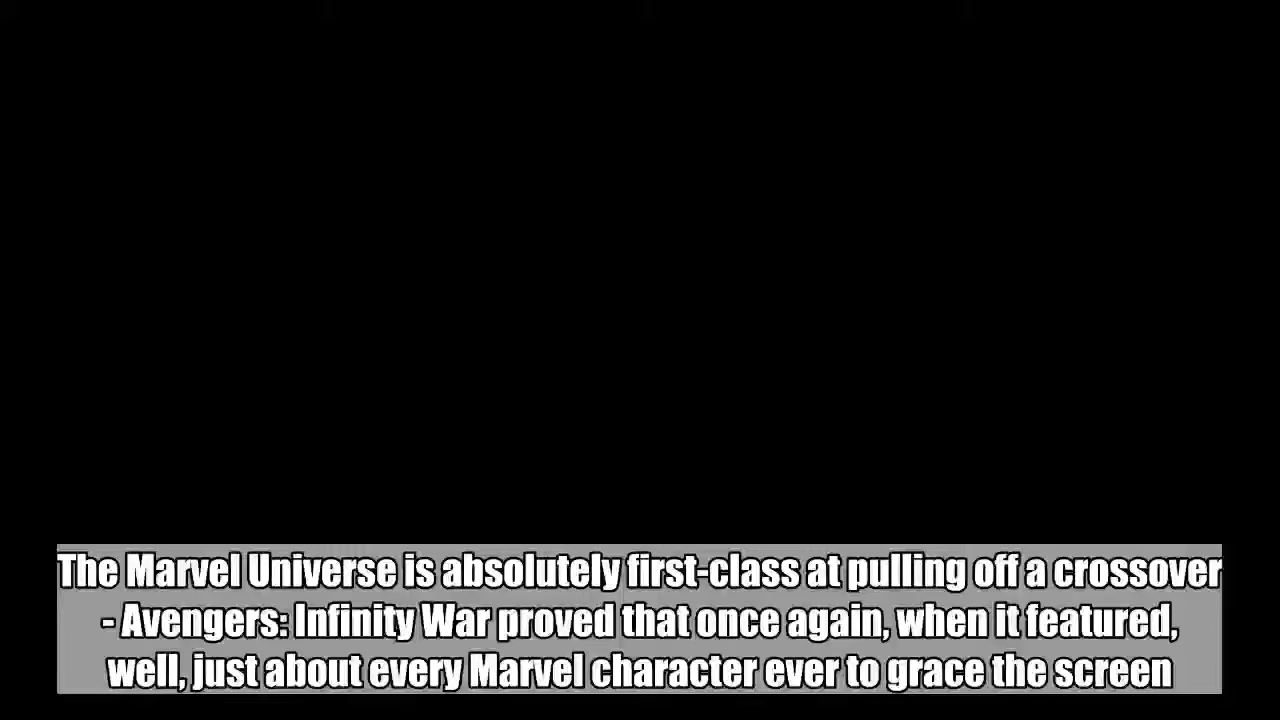 The Marvel Universe is absolutely first-class at pulling off a crossover
- Avengers: Infinity War proved that once again, when it featured,
well, just about every Marvel character ever to grace the screen